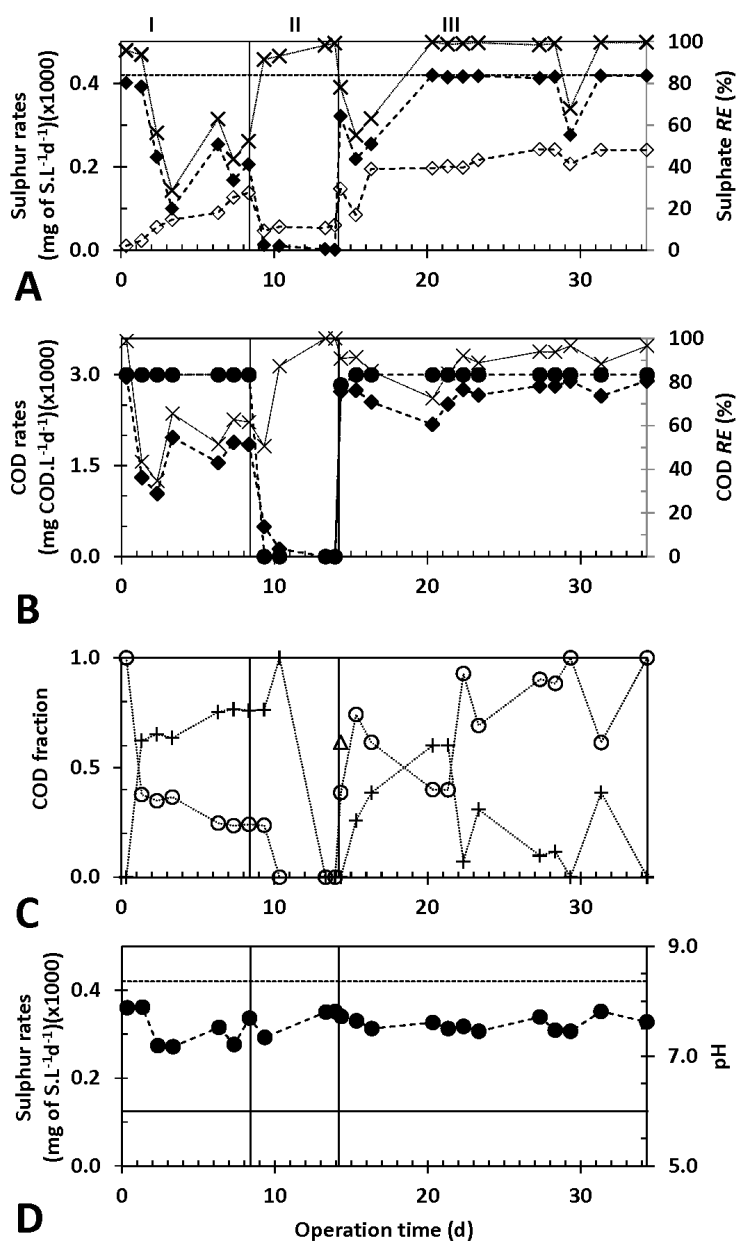 I II III
Sulphur rates
(mg of S.L⁻¹d⁻¹)(x1000)
0.4
0.2
0.0
100
80
60
40
20
0
Sulphate RE (%)
0 10 20 30
A
COD rates
(mg COD.L⁻¹d⁻¹)(x1000)
3.0
1.5
0.0
100
80
60
40
20
0
COD RE (%)
0 10 20 30
B
COD fraction
1.0
0.5
0.0
0 10 20 30
C
Sulphur rates
(mg of S.L⁻¹d⁻¹)(x1000)
0.4
0.2
0.0
9.0
7.0
5.0
pH
0 10 20 30
D
Operation time (d)